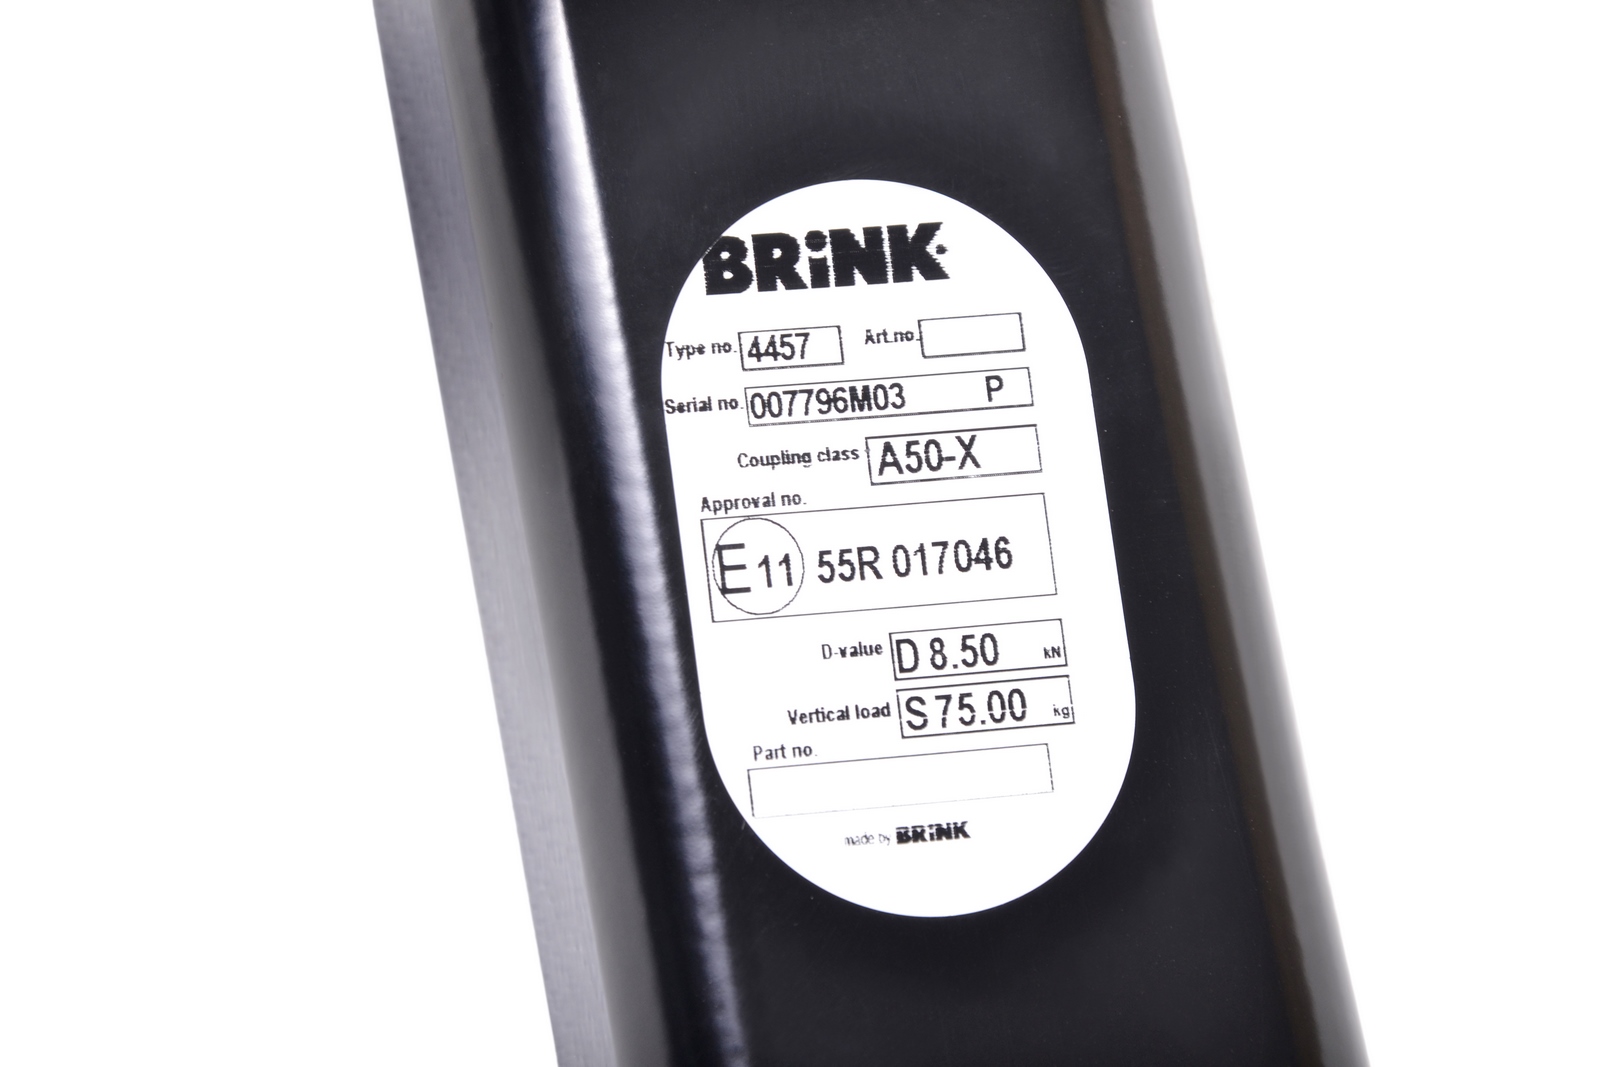 BRiNK
Type no. 4457 Art.no.
Serial no. 007796M03 P
Coupling class A50-X
Approval no.
E 11 55R 017046
D-value D 8.50 kN
Vertical load S 75.00 kg
Part no.
made by BRiNK